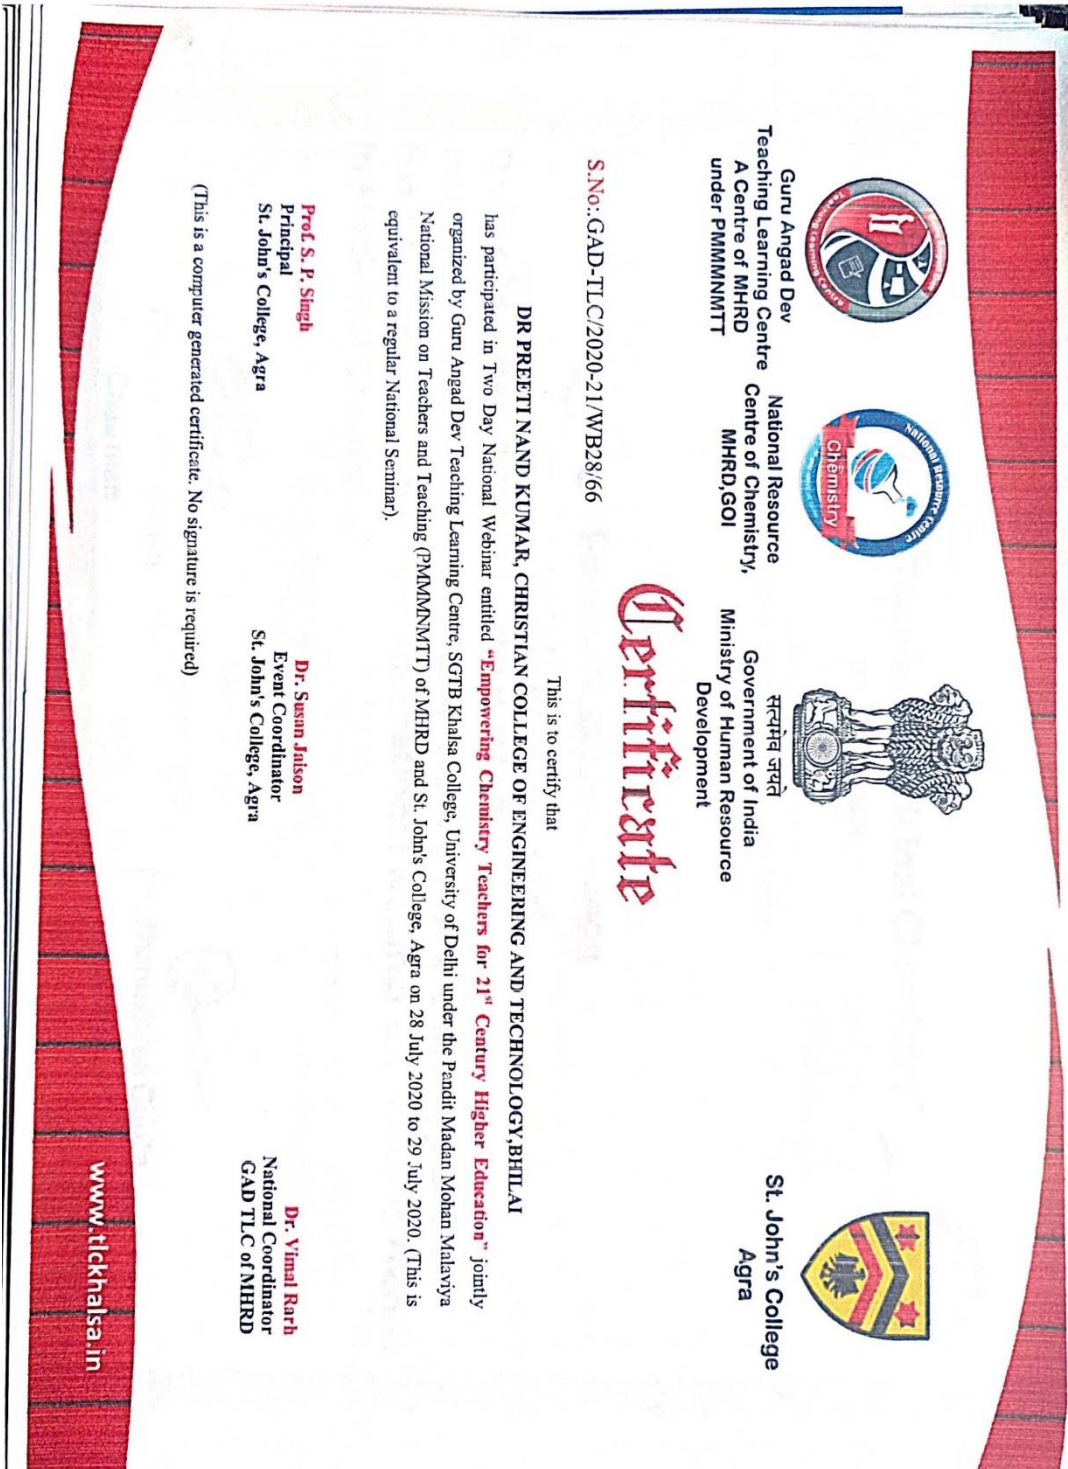 Guru Angad Dev
Teaching Learning Centre
A Centre of MHRD
under PMMMNMTT
National Resource Centre
Chemistry
National Resource
Centre of Chemistry,
MHRD,GOI
सत्यमेव जयते
Government of India
Ministry of Human Resource
Development
St. John's College
Agra
S.No:.GAD-TLC/2020-21/WB28/66
Certificate
This is to certify that
DR PREETI NAND KUMAR, CHRISTIAN COLLEGE OF ENGINEERING AND TECHNOLOGY,BHILAI
has participated in Two Day National Webinar entitled “Empowering Chemistry Teachers for 21st Century Higher Education” jointly
organized by Guru Angad Dev Teaching Learning Centre, SGTB Khalsa College, University of Delhi under the Pandit Madan Mohan Malaviya
National Mission on Teachers and Teaching (PMMMNMTT) of MHRD and St. John's College, Agra on 28 July 2020 to 29 July 2020. (This is
equivalent to a regular National Seminar).
Prof. S. P. Singh
Principal
St. John's College, Agra
Dr. Susan Jaison
Event Coordinator
St. John's College, Agra
Dr. Vimal Rarh
National Coordinator
GAD TLC of MHRD
(This is a computer generated certificate. No signature is required)
www.tlckhalsa.in